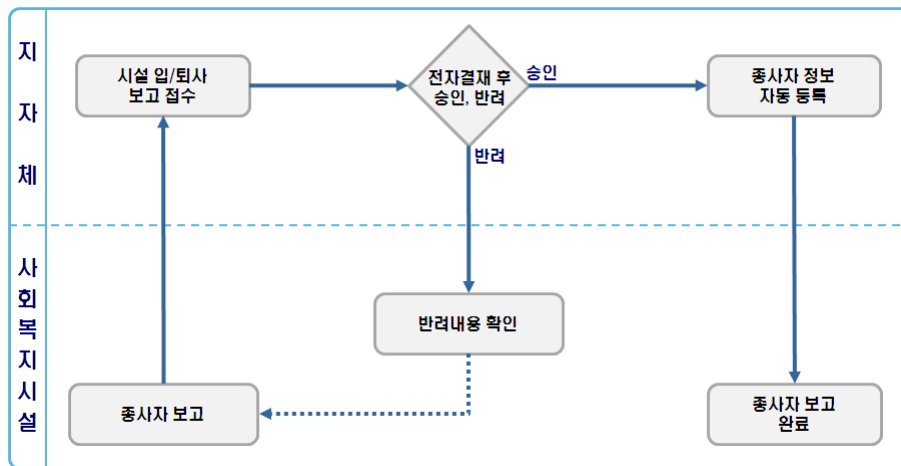 지자체
시설 입/퇴사
보고 접수
전자결재 후
승인, 반려
승인
종사자 정보
자동 등록
반려
사회복지시설
반려내용 확인
종사자 보고
종사자 보고
완료